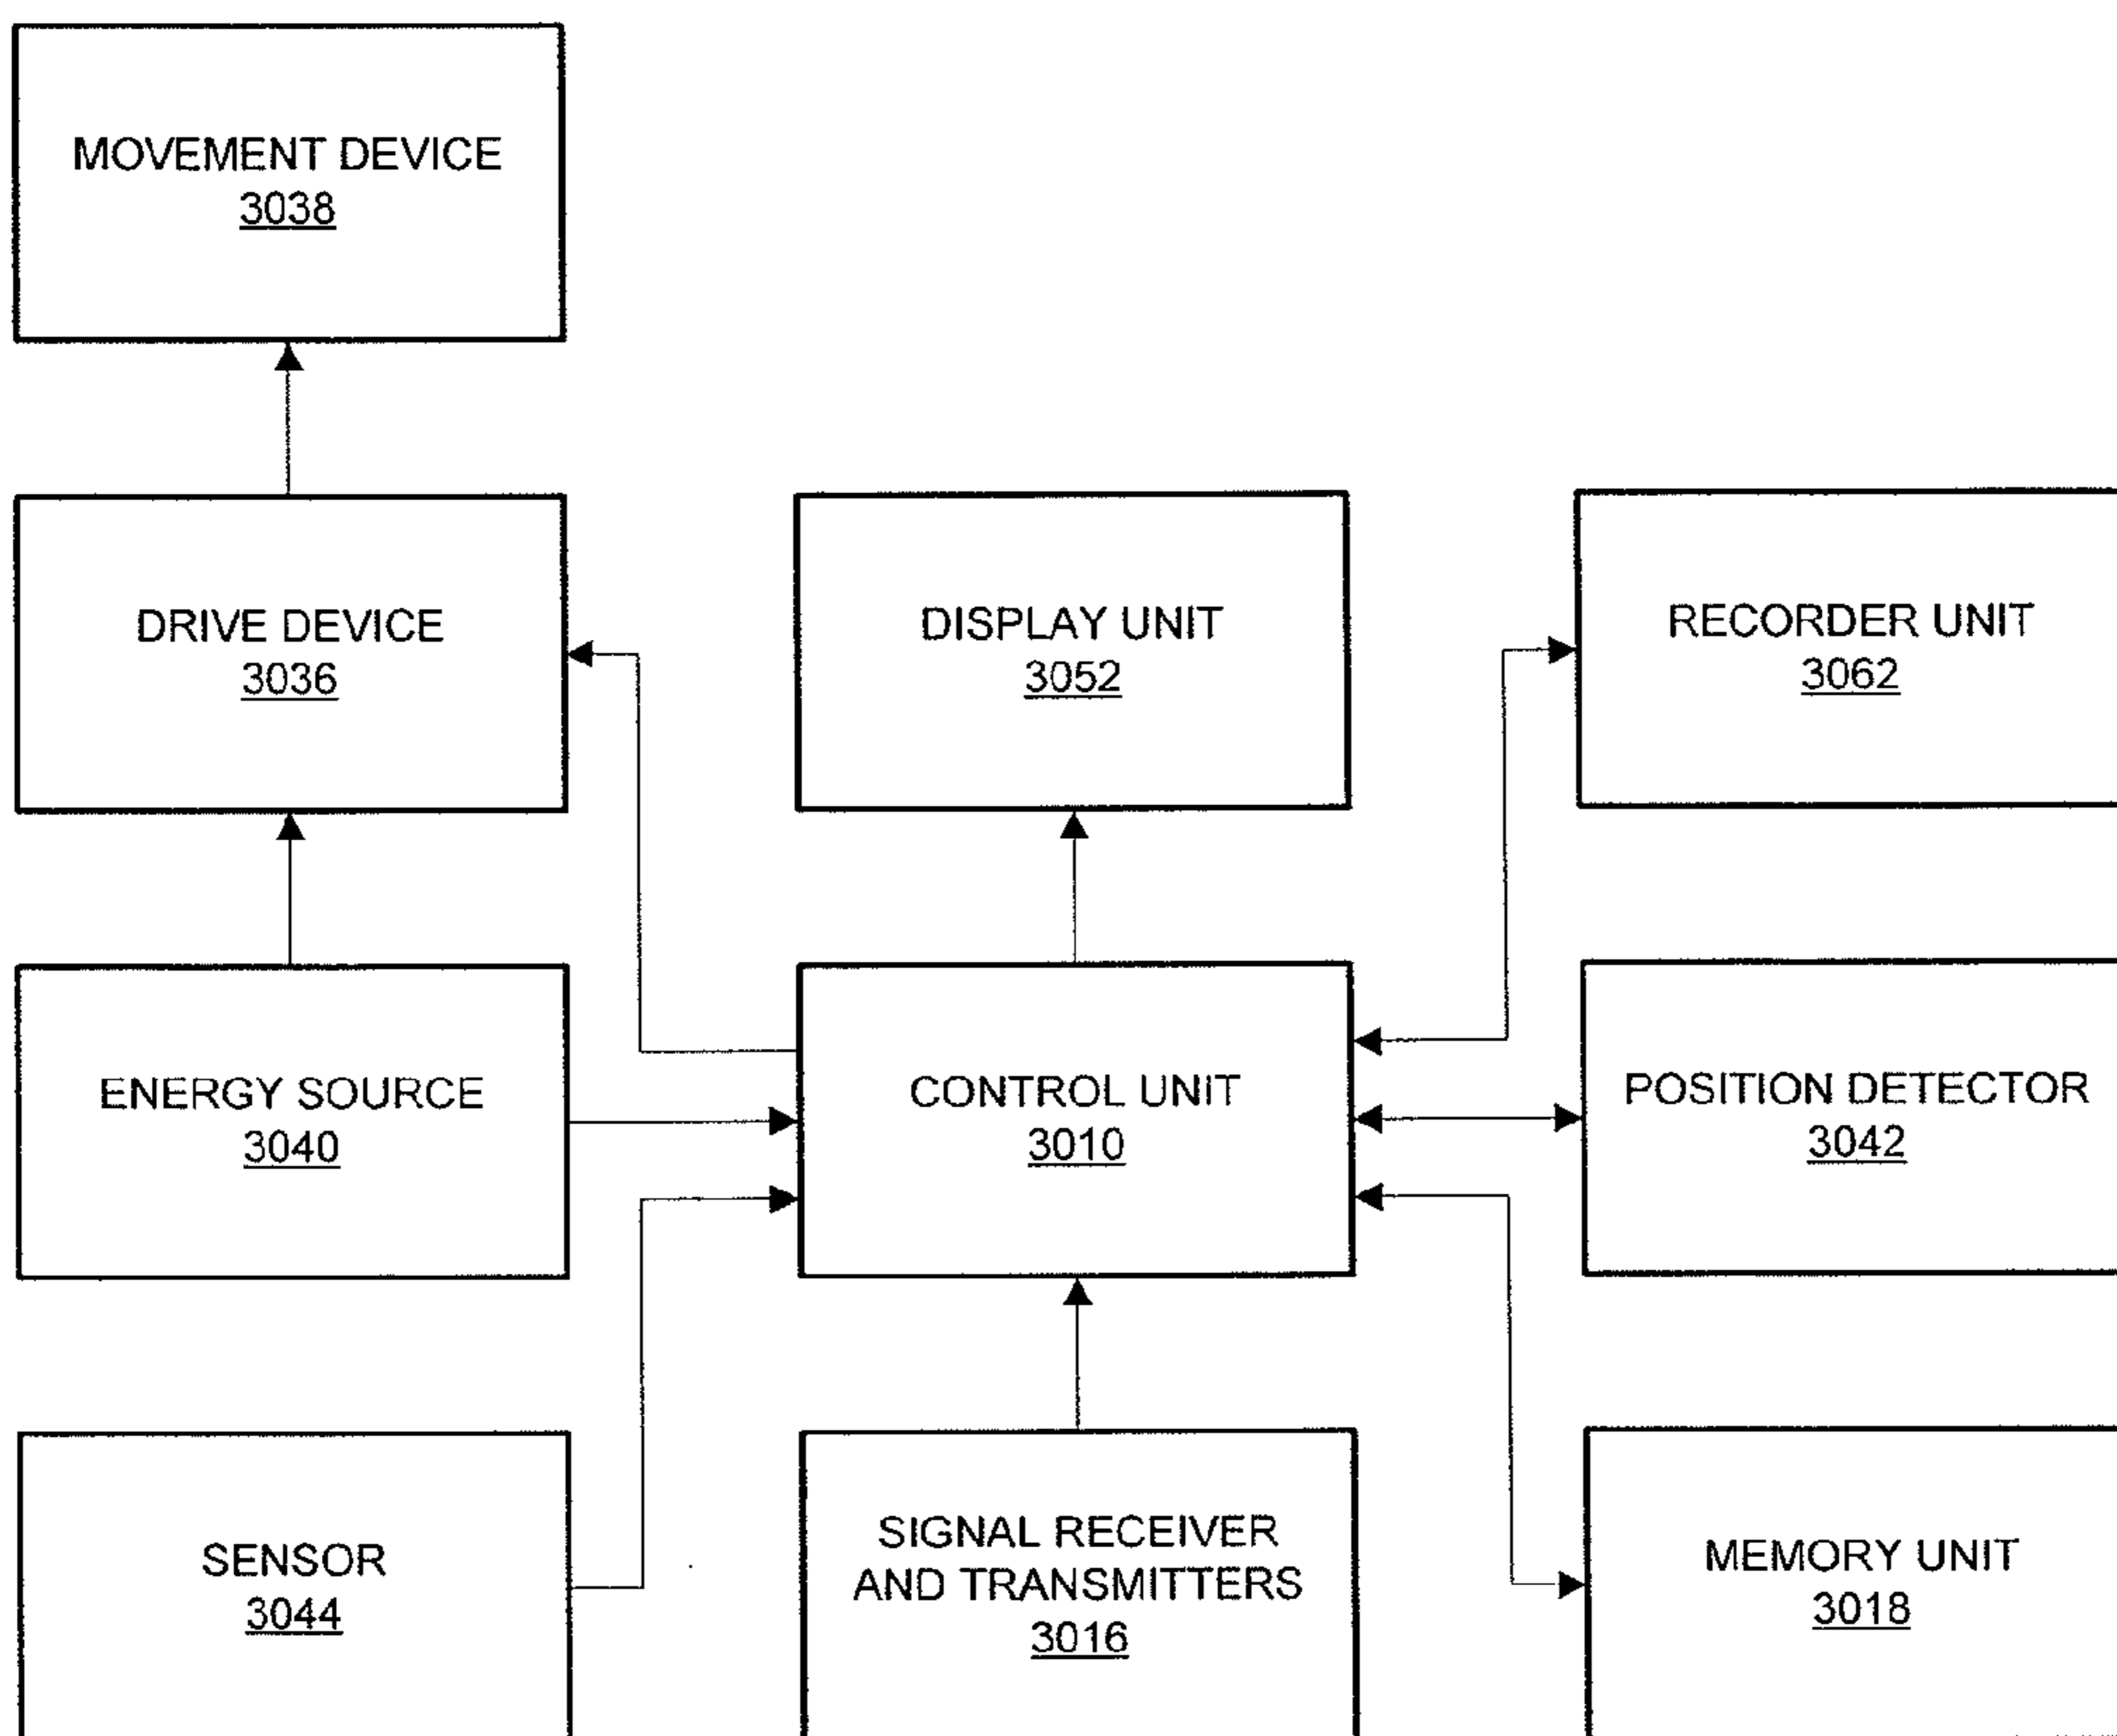 MOVEMENT DEVICE
3038
DRIVE DEVICE
3036
DISPLAY UNIT
3052
RECORDER UNIT
3062
ENERGY SOURCE
3040
CONTROL UNIT
3010
POSITION DETECTOR
3042
SENSOR
3044
SIGNAL RECEIVER
AND TRANSMITTERS
3016
MEMORY UNIT
3018